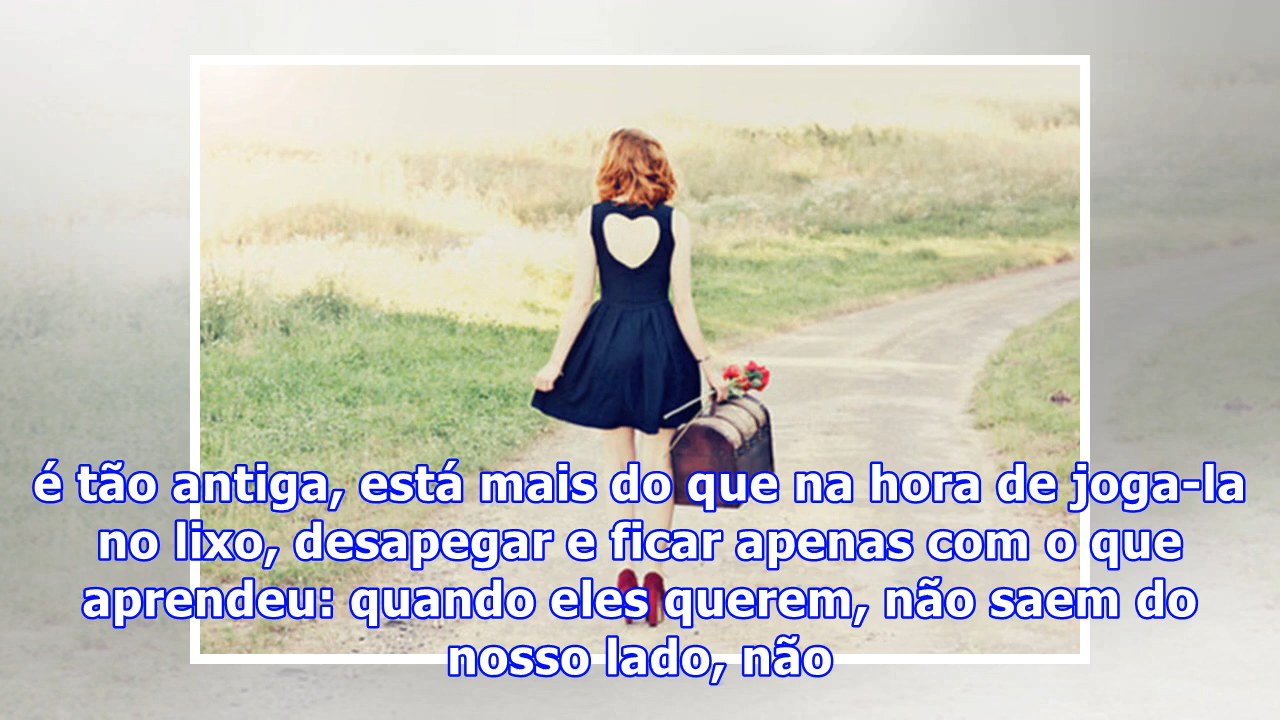 é tão antiga, está mais do que na hora de joga-la
no lixo, desapegar e ficar apenas com o que
aprendeu: quando eles querem, não saem do
nosso lado, não